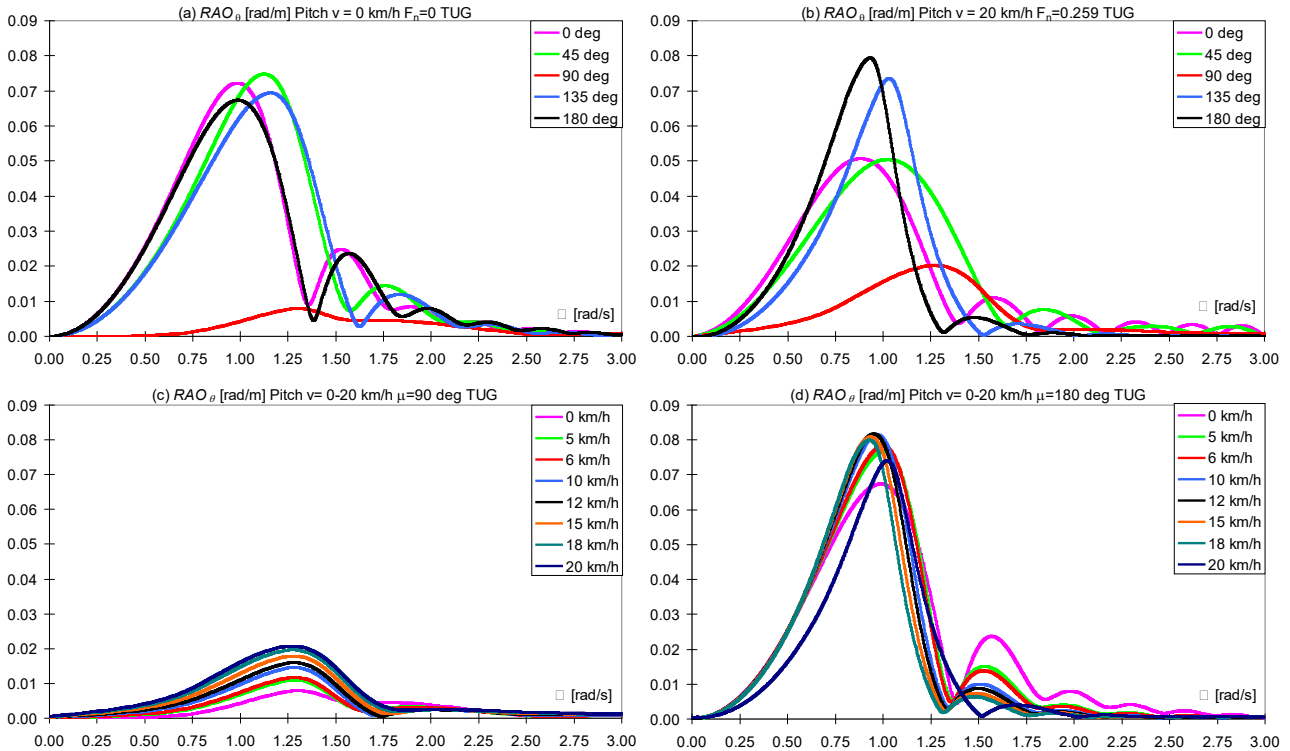 (a) RAO θ [rad/m] Pitch v = 0 km/h Fn=0 TUG
0.09
0.08
0.07
0.06
0.05
0.04
0.03
0.02
0.01
0.00
0 deg
45 deg
90 deg
135 deg
180 deg
□ [rad/s]
0.00 0.25 0.50 0.75 1.00 1.25 1.50 1.75 2.00 2.25 2.50 2.75 3.00
(b) RAO θ [rad/m] Pitch v = 20 km/h Fn=0.259 TUG
0.09
0.08
0.07
0.06
0.05
0.04
0.03
0.02
0.01
0.00
0 deg
45 deg
90 deg
135 deg
180 deg
□ [rad/s]
0.00 0.25 0.50 0.75 1.00 1.25 1.50 1.75 2.00 2.25 2.50 2.75 3.00
(c) RAO θ [rad/m] Pitch v= 0-20 km/h μ=90 deg TUG
0.09
0.08
0.07
0.06
0.05
0.04
0.03
0.02
0.01
0.00
0 km/h
5 km/h
6 km/h
10 km/h
12 km/h
15 km/h
18 km/h
20 km/h
□ [rad/s]
0.00 0.25 0.50 0.75 1.00 1.25 1.50 1.75 2.00 2.25 2.50 2.75 3.00
(d) RAO θ [rad/m] Pitch v= 0-20 km/h μ=180 deg TUG
0.09
0.08
0.07
0.06
0.05
0.04
0.03
0.02
0.01
0.00
0 km/h
5 km/h
6 km/h
10 km/h
12 km/h
15 km/h
18 km/h
20 km/h
□ [rad/s]
0.00 0.25 0.50 0.75 1.00 1.25 1.50 1.75 2.00 2.25 2.50 2.75 3.00